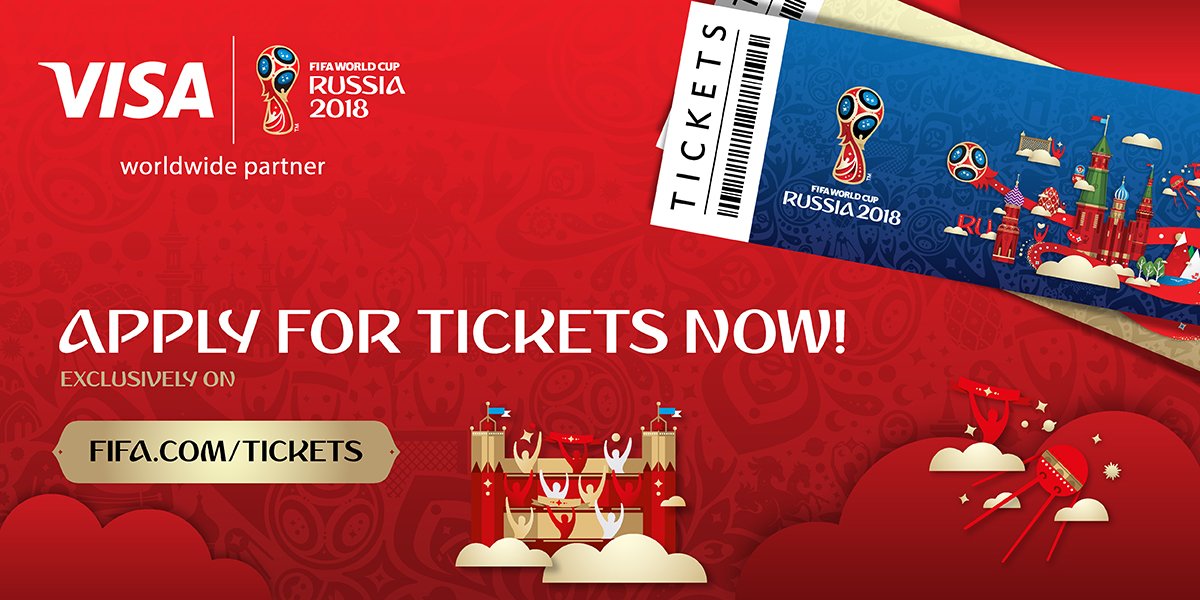 VISA
FIFA WORLD CUP
RUSSIA
2018
worldwide partner
TICKETS
FIFA WORLD CUP
RUSSIA 2018
RU
APPLY FOR TICKETS NOW!
EXCLUSIVELY ON
FIFA.COM/TICKETS